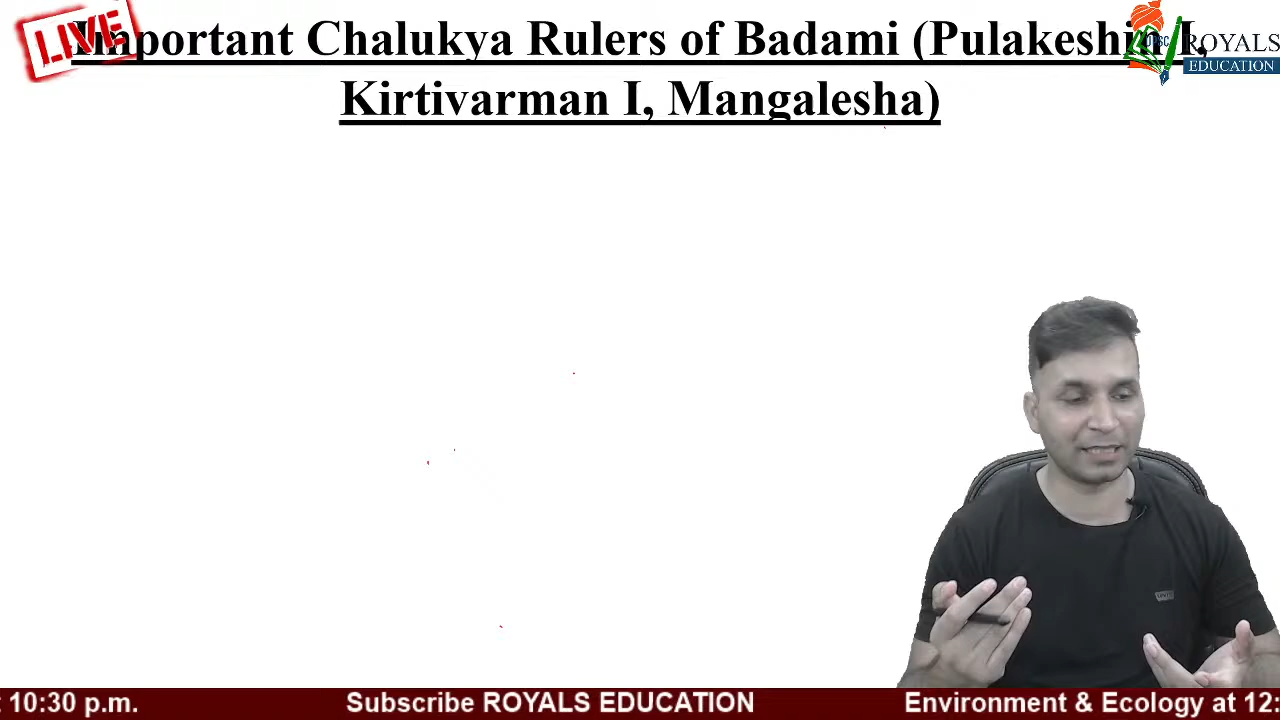 LIVE
Important Chalukya Rulers of Badami (Pulakeshin I,
Kirtivarman I, Mangalesha)
UPSC
ROYALS
EDUCATION
10:30 p.m.
Subscribe ROYALS EDUCATION
Environment & Ecology at 12: